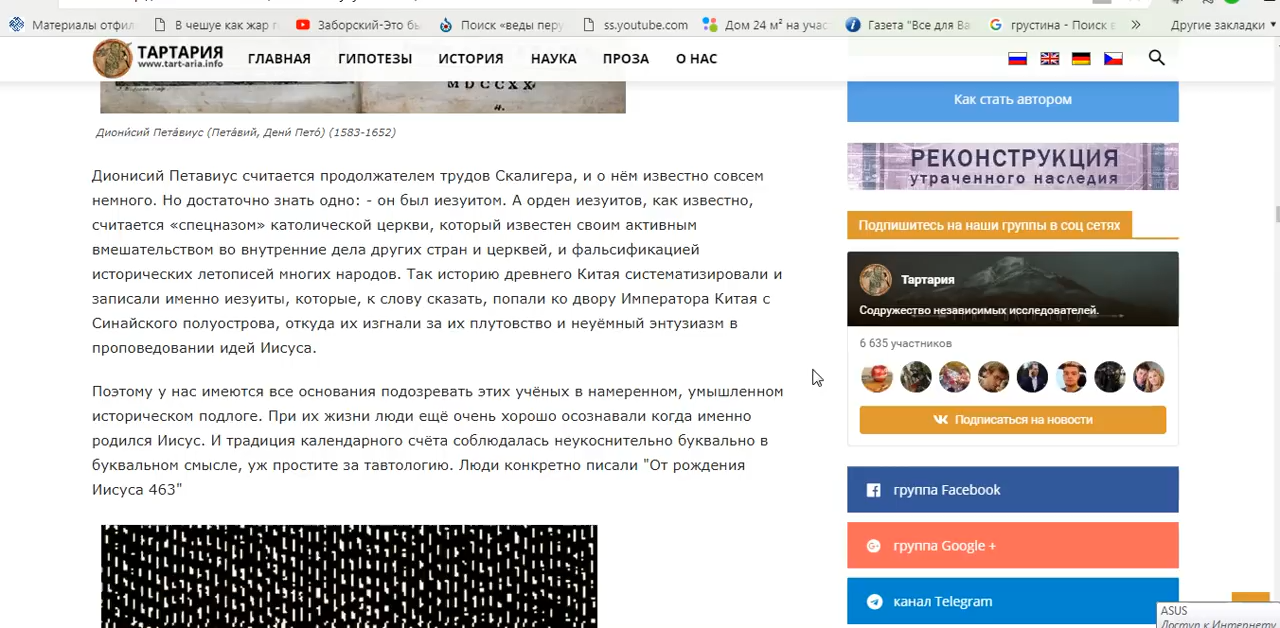 Материалы отфил
В чешуе как жар г
Заборский-Это бы
Поиск «веды перу
ss.youtube.com
Дом 24 м² на учас
Газета "Все для Ва
грустина - Поиск в
Другие закладки
ТАРТАРИЯ
www.tart-aria.info
ГЛАВНАЯ
ГИПОТЕЗЫ
ИСТОРИЯ
НАУКА
ПРОЗА
О НАС
MDCCXX
Диони́сий Пета́виус (Пета́вий, Дени́ Пето́) (1583-1652)
Дионисий Петавиус считается продолжателем трудов Скалигера, и о нём известно совсем
немного. Но достаточно знать одно: - он был иезуитом. А орден иезуитов, как известно,
считается «спецназом» католической церкви, который известен своим активным
вмешательством во внутренние дела других стран и церквей, и фальсификацией
исторических летописей многих народов. Так историю древнего Китая систематизировали и
записали именно иезуиты, которые, к слову сказать, попали ко двору Императора Китая с
Синайского полуострова, откуда их изгнали за их плутовство и неуёмный энтузиазм в
проповедовании идей Иисуса.
Поэтому у нас имеются все основания подозревать этих учёных в намеренном, умышленном
историческом подлоге. При их жизни люди ещё очень хорошо осознавали когда именно
родился Иисус. И традиция календарного счёта соблюдалась неукоснительно буквально в
буквальном смысле, уж простите за тавтологию. Люди конкретно писали "От рождения
Иисуса 463"
Как стать автором
РЕКОНСТРУКЦИЯ
утраченного наследия
Подпишитесь на наши группы в соц сетях
Тартария
Содружество независимых исследователей.
6 635 участников
Подписаться на новости
группа Facebook
группа Google +
канал Telegram
ASUS
Доступ к Интернету